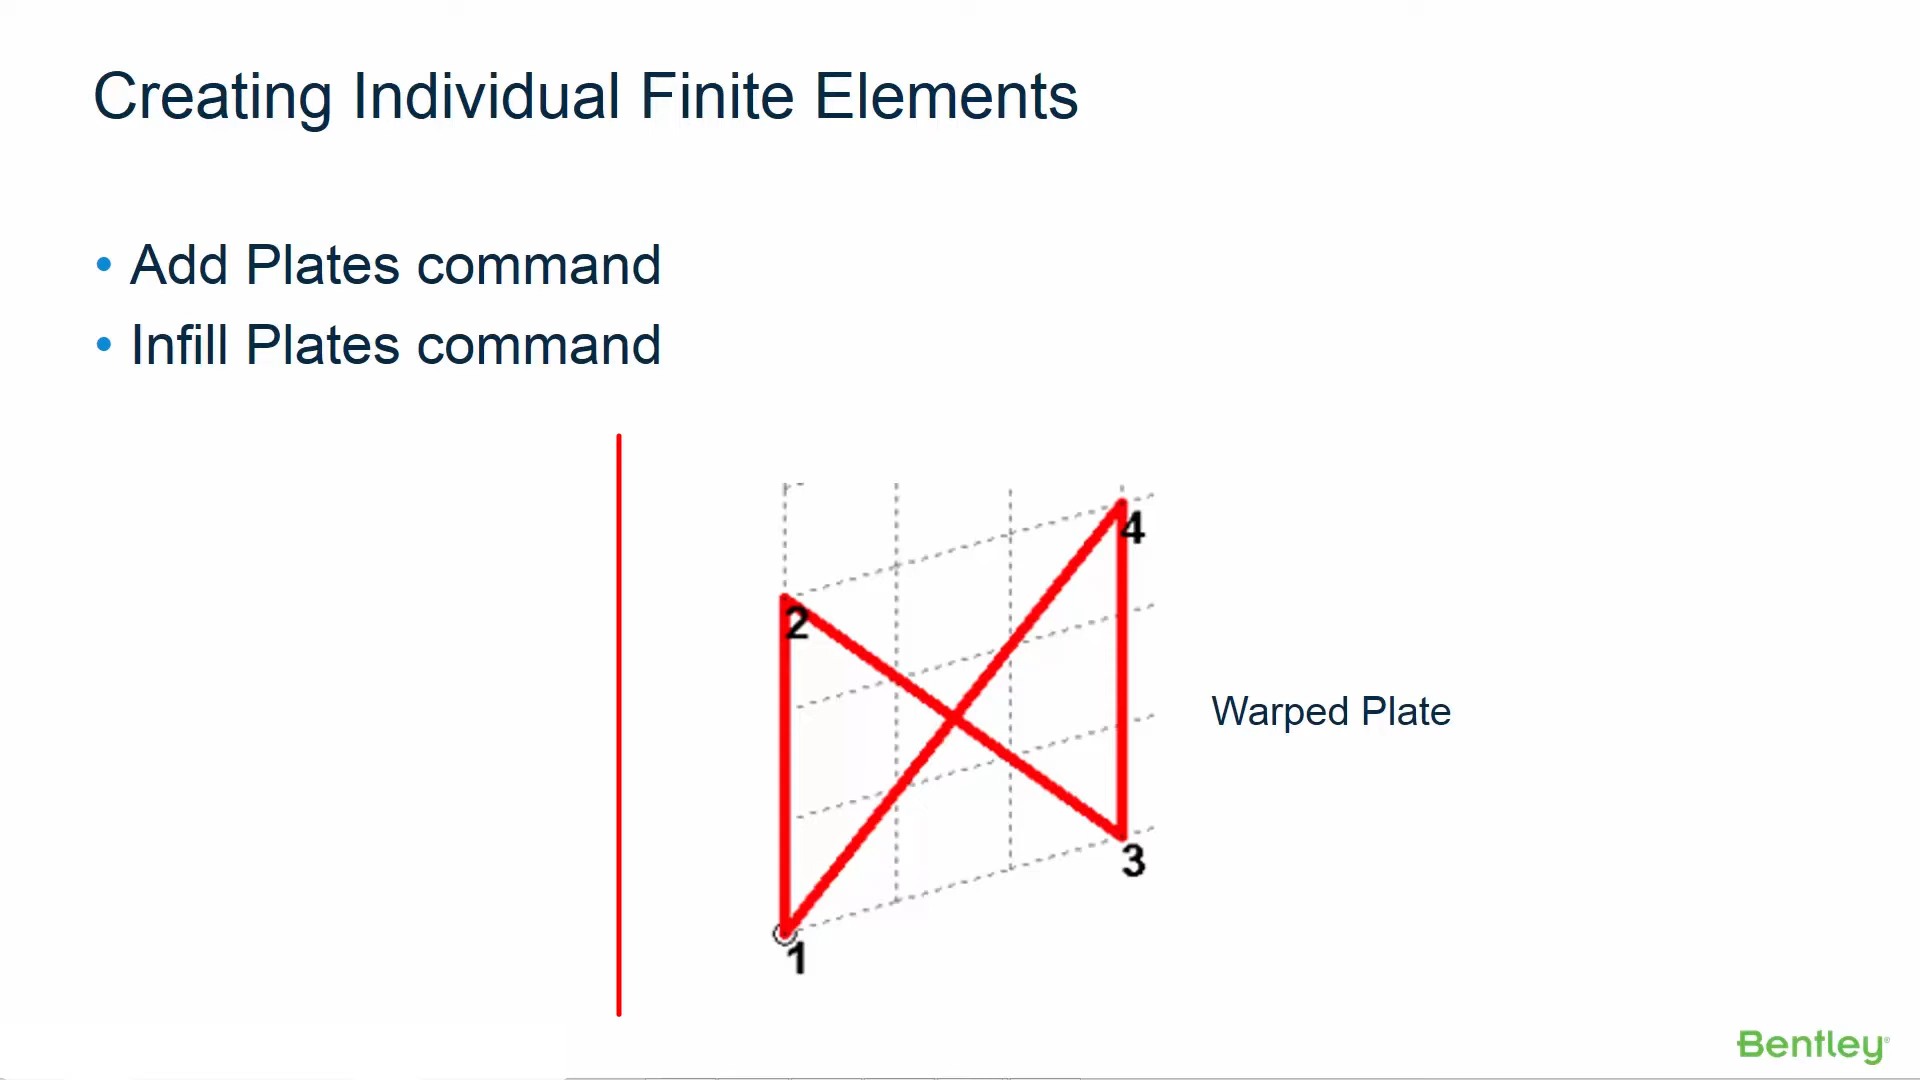 Creating Individual Finite Elements
• Add Plates command
• Infill Plates command
4
2
Warped Plate
3
1
Bentley®